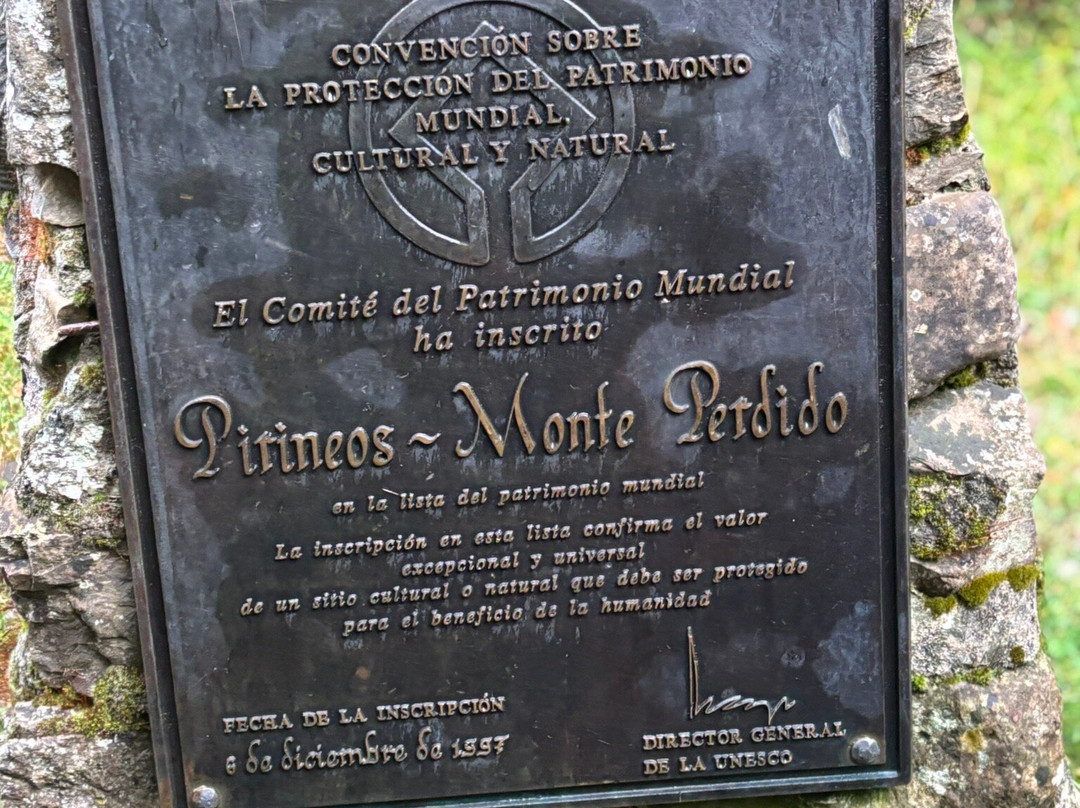 CONVENCIÓN SOBRE
LA PROTECCIÓN DEL PATRIMONIO
MUNDIAL,
CULTURAL Y NATURAL
El Comité del Patrimonio Mundial
ha inscrito
Pirineos ~ Monte Perdido
en la lista del patrimonio mundial
La inscripción en esta lista confirma el valor
excepcional y universal
de un sitio cultural o natural que debe ser protegido
para el beneficio de la humanidad
FECHA DE LA INSCRIPCIÓN
6 de diciembre de 1997
DIRECTOR GENERAL
DE LA UNESCO